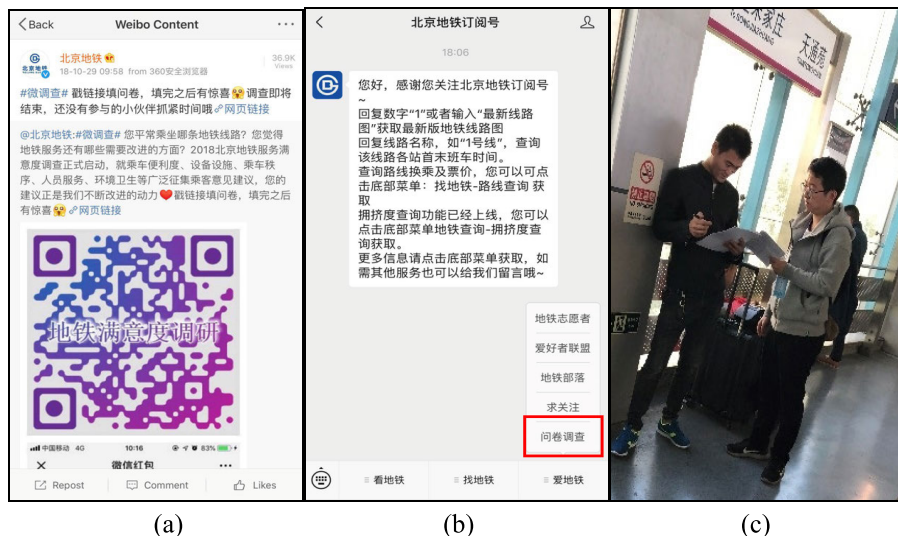 Back
Weibo Content
北京地铁
18-10-29 09:58 from 360安全浏览器
36.9K
Views
#微调查# 戳链接填问卷，填完之后有惊喜 调查即将
结束，还没有参与的小伙伴抓紧时间哦 网页链接
@北京地铁:#微调查# 您平常乘坐哪条地铁线路？您觉得
地铁服务还有哪些需要改进的方面？2018北京地铁服务满
意度调查正式启动，就乘车便利度、设备设施、乘车秩
序、人员服务、环境卫生等广泛征集乘客意见建议，您的
建议正是我们不断改进的动力 戳链接填问卷，填完之后
有惊喜 网页链接
地铁满意度调研
中国移动 4G 10:16 83%
微信红包
Repost
Comment
Likes
(a)
北京地铁订阅号
18:06
您好，感谢您关注北京地铁订阅号
~
回复数字“1”或者输入“最新线路
图”获取最新版地铁线路图
回复线路名称，如“1号线”，查询
该线路各站首末班车时间。
查询路线换乘及票价，您可以可点
击底部菜单：找地铁-路线查询 获
取
拥挤度查询功能已经上线，您可以
点击底部菜单地铁查询-拥挤度查
询获取。
更多信息请点击底部菜单获取，如
需其他服务也可以给我们留言哦~
地铁志愿者
爱好者联盟
地铁部落
求关注
问卷调查
看地铁
找地铁
爱地铁
(b)
宋家庄
天通苑
(c)